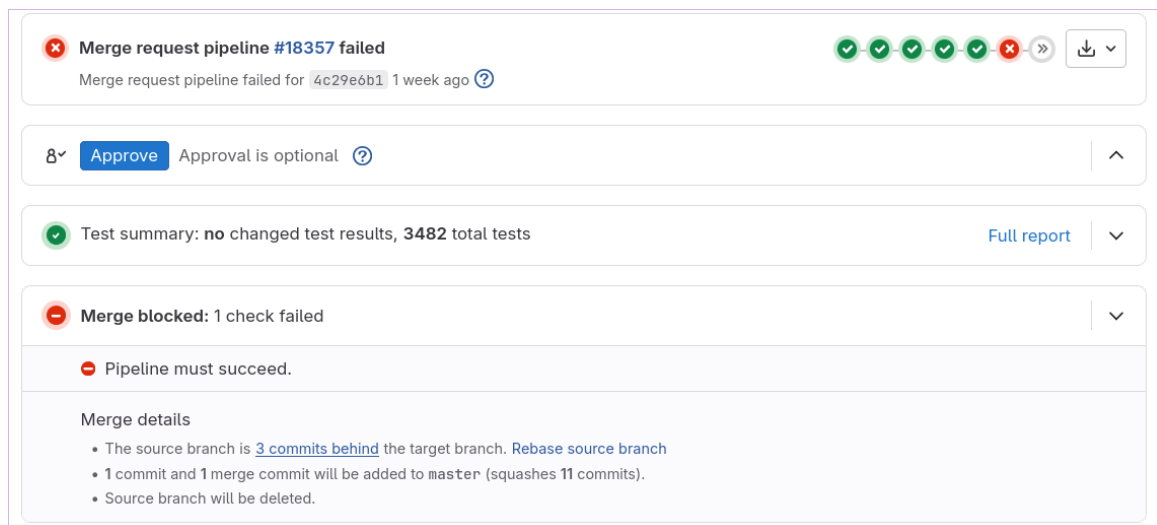 Merge request pipeline #18357 failed
Merge request pipeline failed for 4c29e6b1 1 week ago
Approve Approval is optional
Test summary: no changed test results, 3482 total tests Full report
Merge blocked: 1 check failed
Pipeline must succeed.
Merge details
• The source branch is 3 commits behind the target branch. Rebase source branch
• 1 commit and 1 merge commit will be added to master (squashes 11 commits).
• Source branch will be deleted.